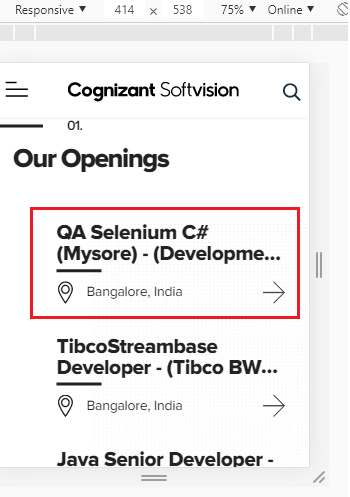 Responsive ▼ 414 × 538 75% ▼ Online ▼
Cognizant Softvision
01.
Our Openings
QA Selenium C#
(Mysore) - (Developme...
Bangalore, India
TibcoStreambase
Developer - (Tibco BW...
Bangalore, India
Java Senior Developer -